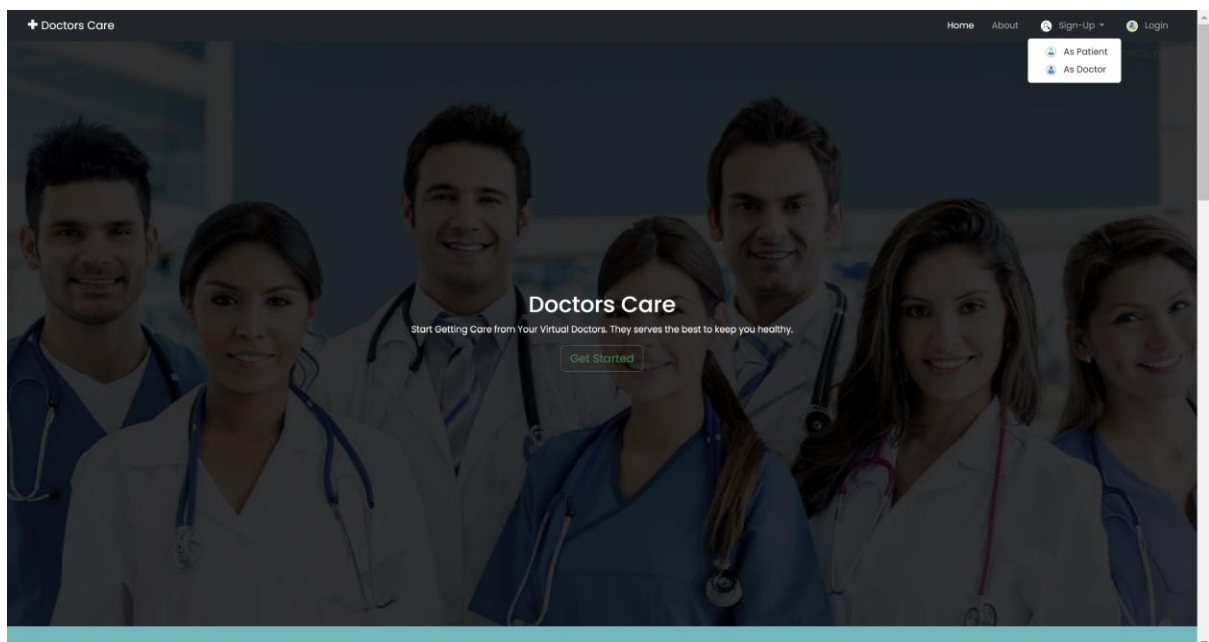 Doctors Care
Home About Sign-Up Login
As Patient
As Doctor
Doctors Care
Start Getting Care from Your Virtual Doctors. They serves the best to keep you healthy.
Get Started